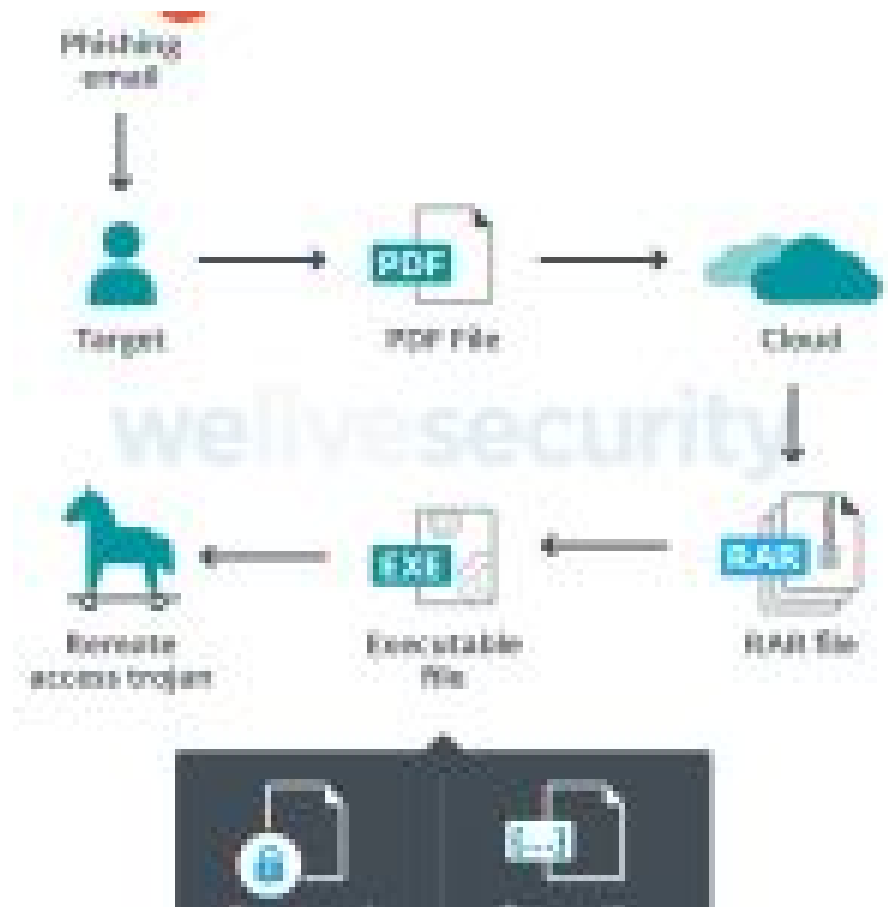 Phishing
email
Target
PDF
PDF File
Cloud
welivesecurity
Remote
access trojan
EXE
Executable
file
RAR
RAR file
[...]